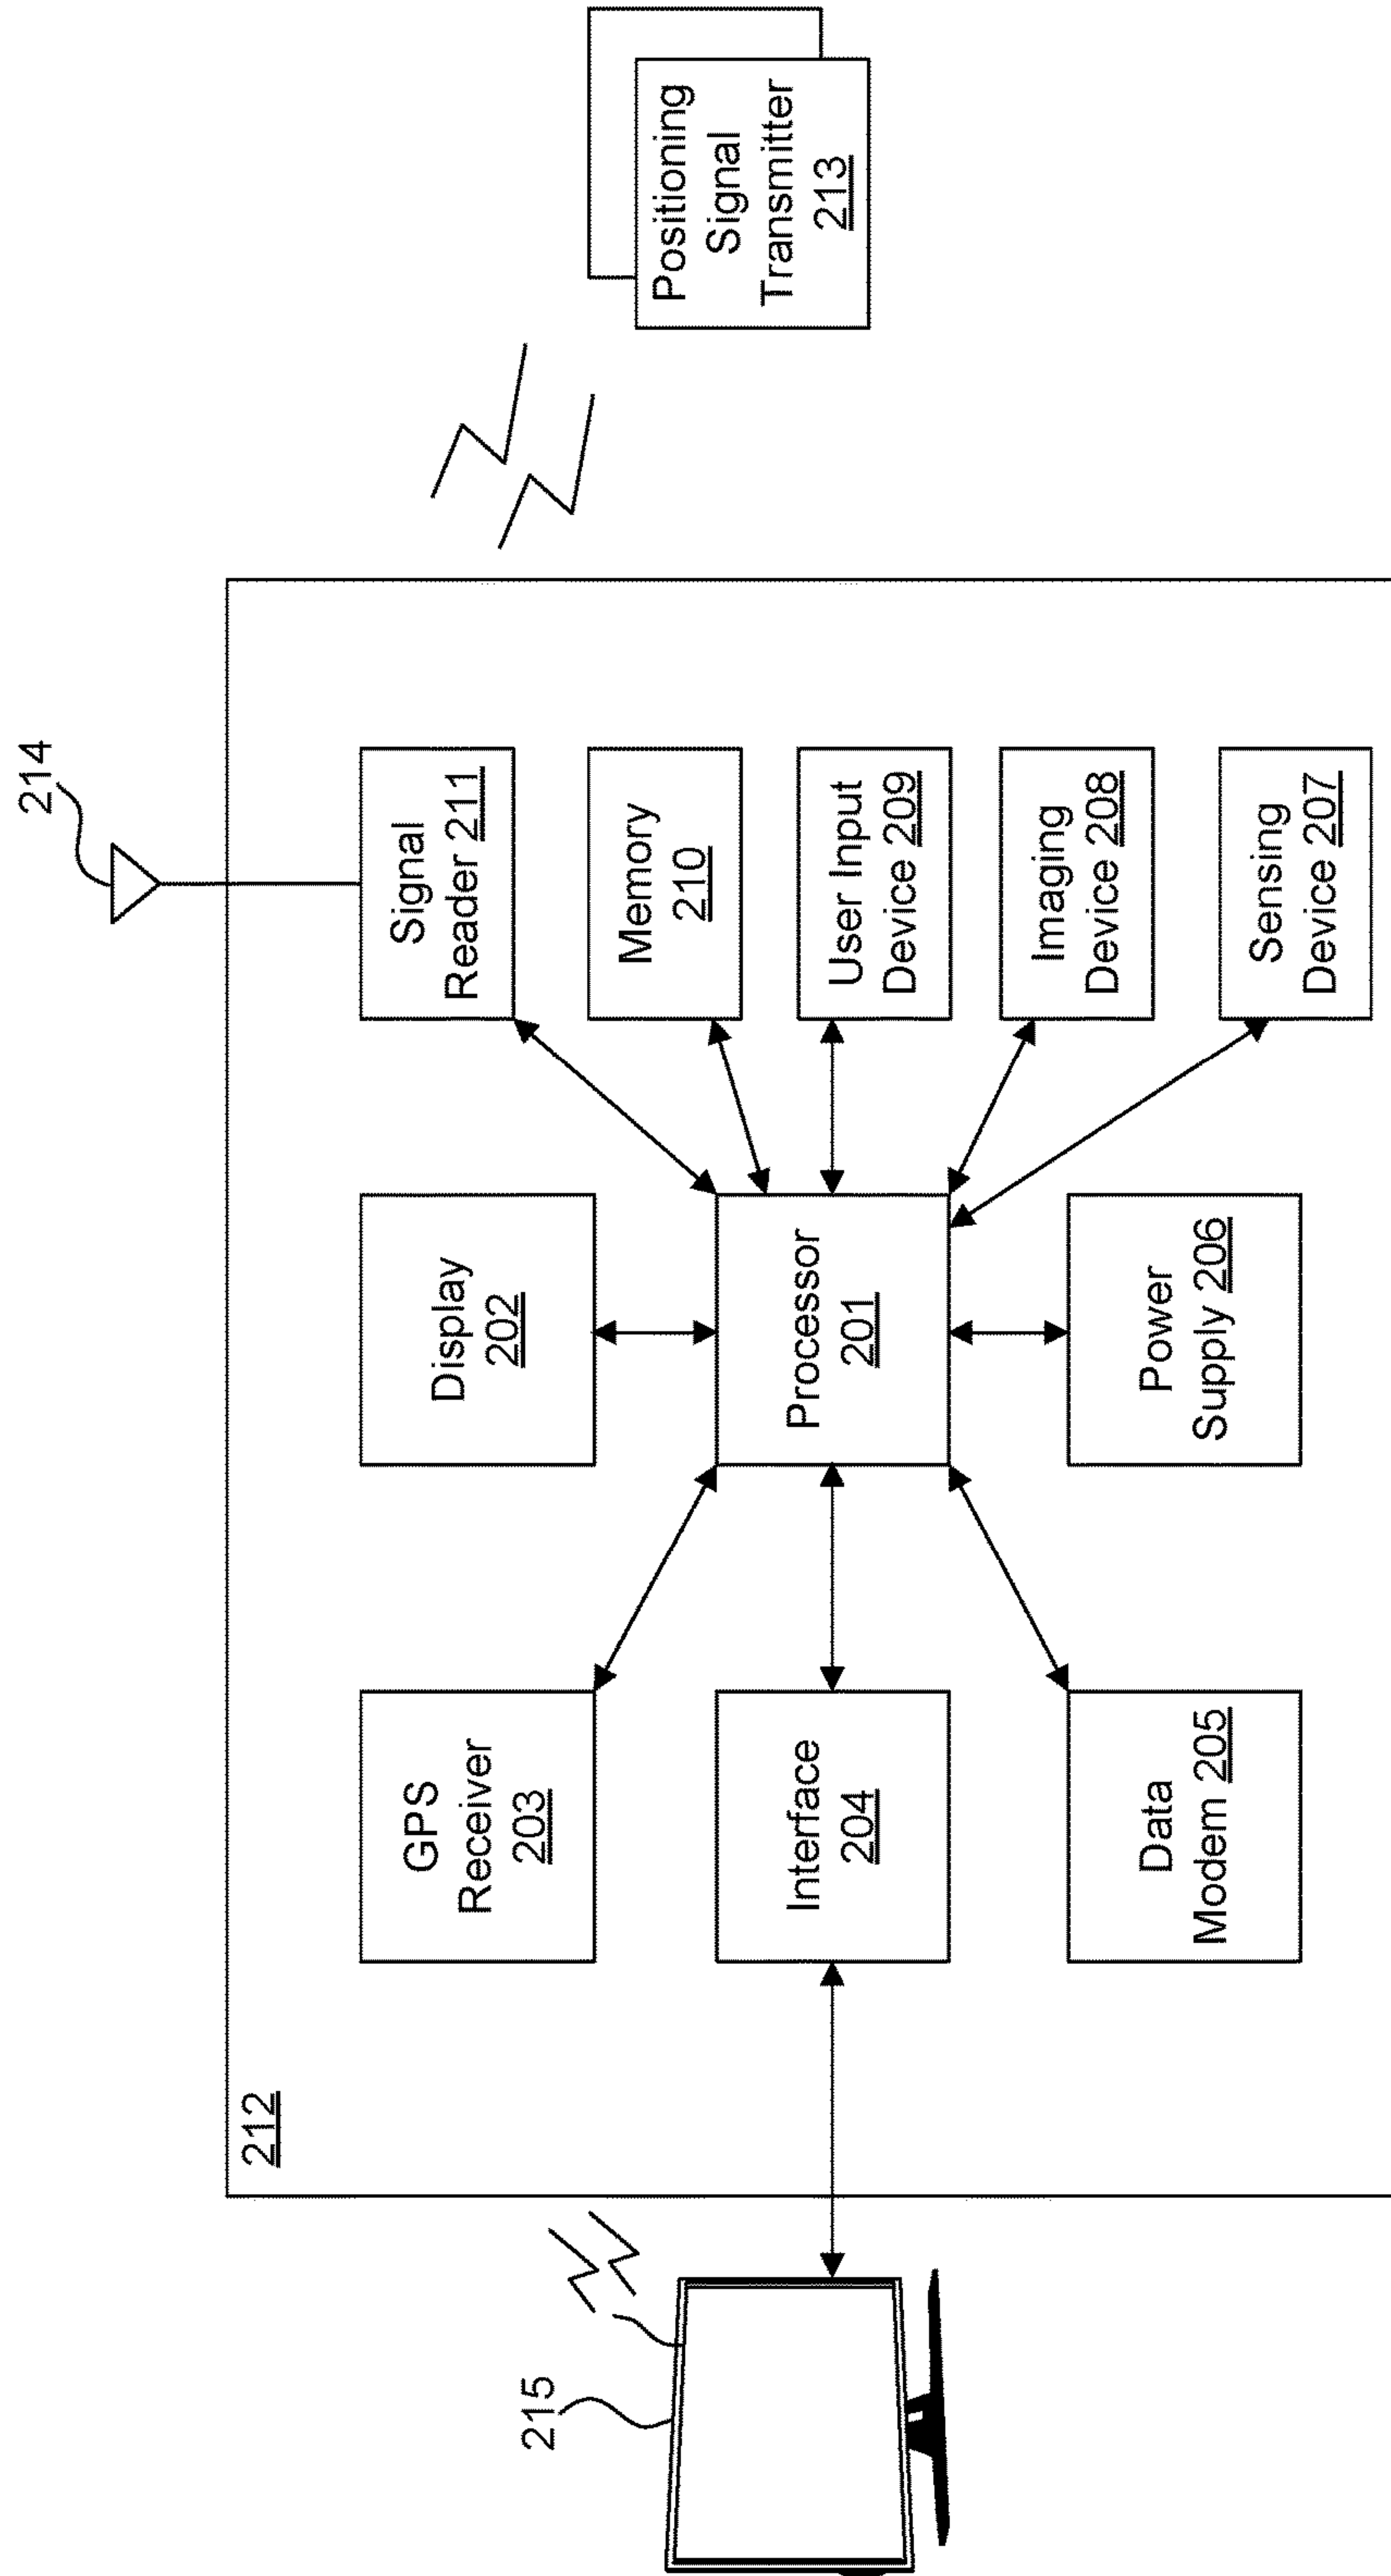 214
212
GPS
Receiver
203
Display
202
Signal
Reader 211
Memory
210
215
Interface
204
Processor
201
User Input
Device 209
Imaging
Device 208
Data
Modem 205
Power
Supply 206
Sensing
Device 207
Positioning
Signal
Transmitter
213